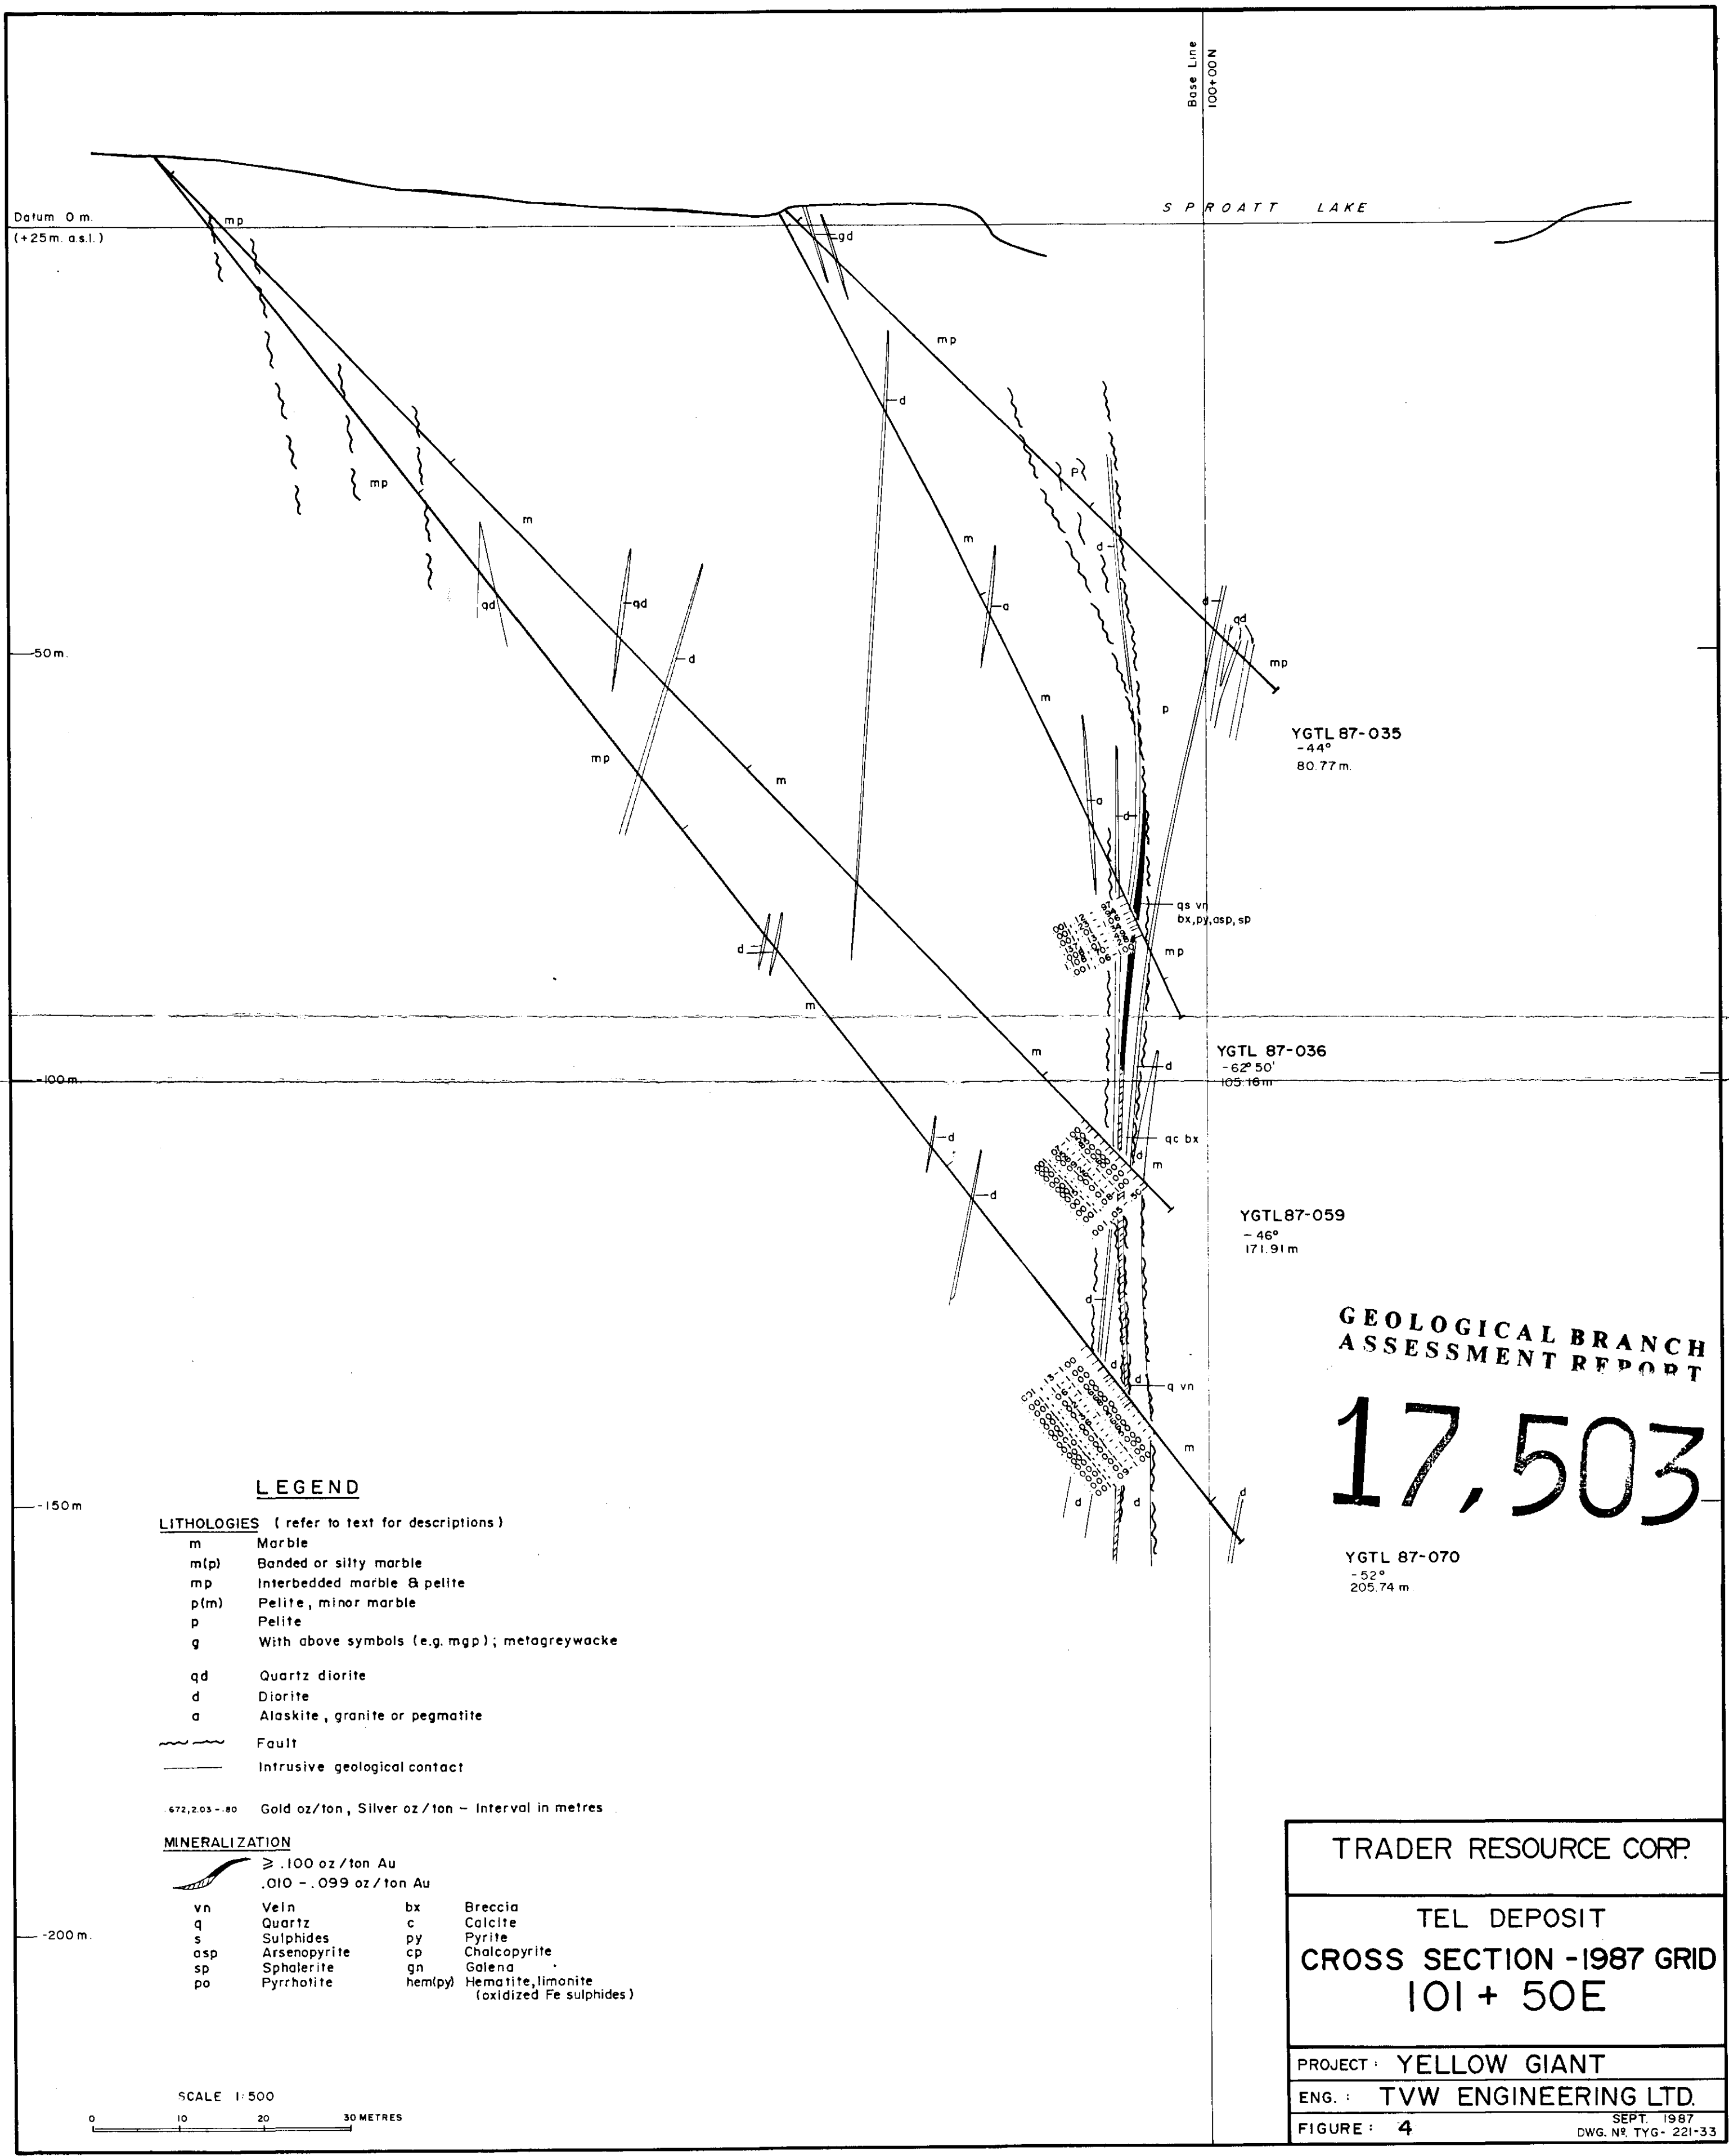 Base Line
100+00N
SPROATT LAKE
Datum 0 m.
(+25m. a.s.l.)
mp
gd
mp
d
p
mp
m
m
d
a
qd
qd
d
d
qd
mp
-50m.
m
p
YGTL 87-035
-44°
80.77m.
mp
m
a
d
qs vn
bx,py,asp,sp
mp
d
m
m
YGTL 87-036
-62°50'
105.16m
d
-100m.
qc bx
d
m
d
d
YGTL87-059
-46°
171.91m
d
d
d
q vn
m
GEOLOGICAL BRANCH
ASSESSMENT REPORT
17,503
-150m
d
d
d
YGTL 87-070
-52°
205.74 m.
LEGEND
LITHOLOGIES (refer to text for descriptions)
m Marble
m(p) Banded or silty marble
mp Interbedded marble & pelite
p(m) Pelite, minor marble
p Pelite
g With above symbols (e.g. mgp); metagreywacke
qd Quartz diorite
d Diorite
a Alaskite, granite or pegmatite
Fault
Intrusive geological contact
.672,2.03-.80 Gold oz/ton, Silver oz/ton - Interval in metres
MINERALIZATION
≥ .100 oz/ton Au
.010 - .099 oz/ton Au
vn Vein bx Breccia
q Quartz c Calcite
s Sulphides py Pyrite
asp Arsenopyrite cp Chalcopyrite
sp Sphalerite gn Galena
po Pyrrhotite hem(py) Hematite, limonite
(oxidized Fe sulphides)
-200m.
SCALE 1:500
0 10 20 30 METRES
TRADER RESOURCE CORP.
TEL DEPOSIT
CROSS SECTION -1987 GRID
101+ 50E
PROJECT: YELLOW GIANT
ENG.: TVW ENGINEERING LTD.
FIGURE: 4
SEPT. 1987
DWG. Nº. TYG-221-33